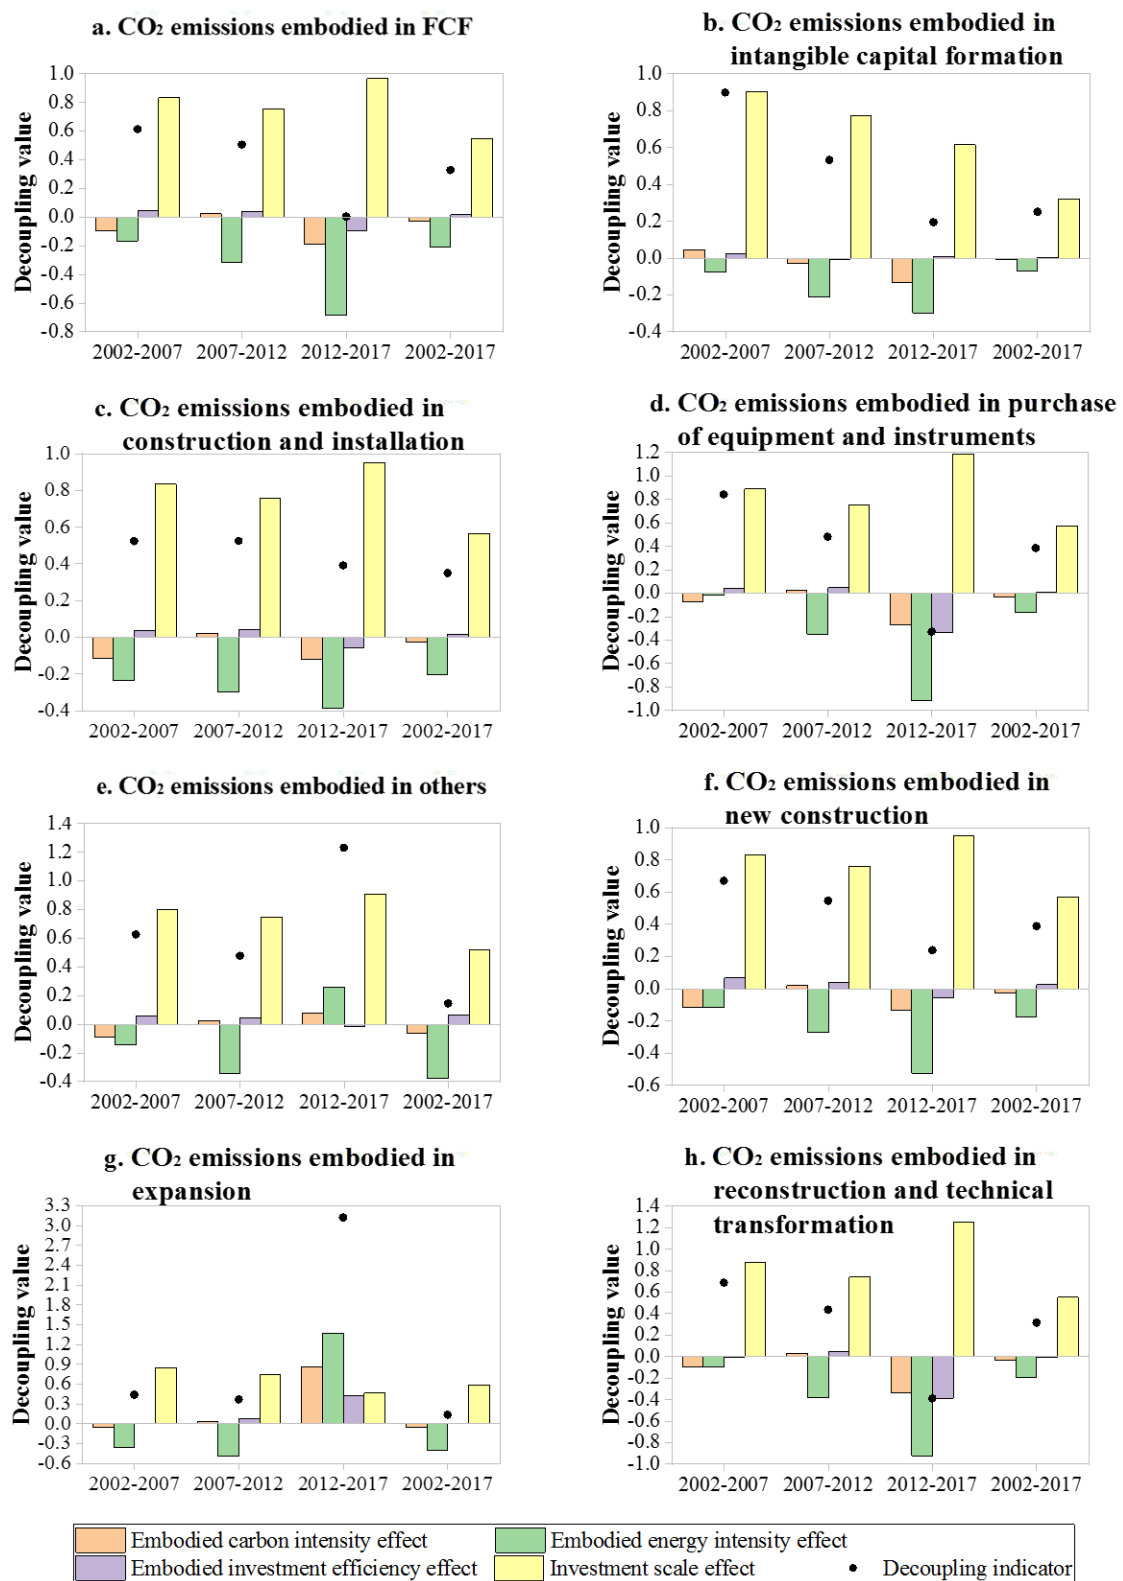 a. CO₂ emissions embodied in FCF
1.0
0.8
0.6
0.4
0.2
0.0
-0.2
-0.4
-0.6
-0.8
Decoupling value
2002-2007 2007-2012 2012-2017 2002-2017
b. CO₂ emissions embodied in
intangible capital formation
1.0
0.8
0.6
0.4
0.2
0.0
-0.2
-0.4
Decoupling value
2002-2007 2007-2012 2012-2017 2002-2017
c. CO₂ emissions embodied in
construction and installation
1.0
0.8
0.6
0.4
0.2
0.0
-0.2
-0.4
Decoupling value
2002-2007 2007-2012 2012-2017 2002-2017
d. CO₂ emissions embodied in purchase
of equipment and instruments
1.2
1.0
0.8
0.6
0.4
0.2
0.0
-0.2
-0.4
-0.6
-0.8
-1.0
Decoupling value
2002-2007 2007-2012 2012-2017 2002-2017
e. CO₂ emissions embodied in others
1.4
1.2
1.0
0.8
0.6
0.4
0.2
0.0
-0.2
-0.4
Decoupling value
2002-2007 2007-2012 2012-2017 2002-2017
f. CO₂ emissions embodied in
new construction
1.0
0.8
0.6
0.4
0.2
0.0
-0.2
-0.4
-0.6
Decoupling value
2002-2007 2007-2012 2012-2017 2002-2017
g. CO₂ emissions embodied in
expansion
3.3
3.0
2.7
2.4
2.1
1.8
1.5
1.2
0.9
0.6
0.3
0.0
-0.3
-0.6
Decoupling value
2002-2007 2007-2012 2012-2017 2002-2017
h. CO₂ emissions embodied in
reconstruction and technical
transformation
1.4
1.2
1.0
0.8
0.6
0.4
0.2
0.0
-0.2
-0.4
-0.6
-0.8
-1.0
Decoupling value
2002-2007 2007-2012 2012-2017 2002-2017
Embodied carbon intensity effect Embodied energy intensity effect
Embodied investment efficiency effect Investment scale effect Decoupling indicator